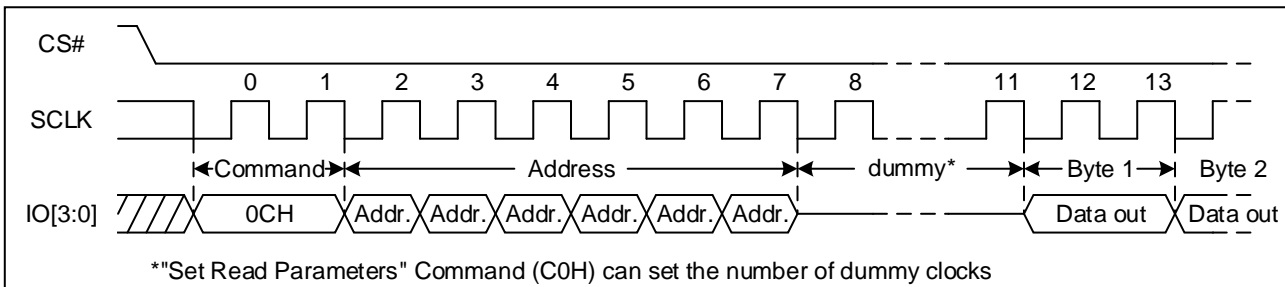 CS#
0 1 2 3 4 5 6 7 8 11 12 13
SCLK
Command Address dummy* Byte 1 Byte 2
IO[3:0] 0CH Addr. Addr. Addr. Addr. Addr. Addr. Data out Data out
*"Set Read Parameters" Command (C0H) can set the number of dummy clocks